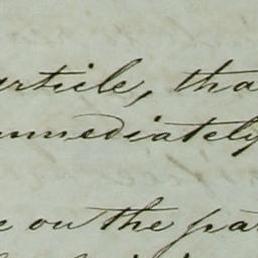 article, tha
immediately
e on the pa